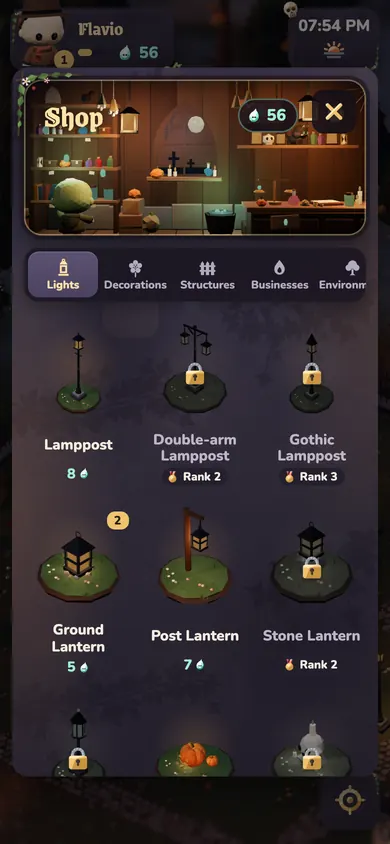 Flavio
07:54 PM
1
56
Shop
56
Lights
Decorations
Structures
Businesses
Environm
Lamppost
8
Double-arm
Lamppost
Rank 2
Gothic
Lamppost
Rank 3
2
Ground
Lantern
5
Post Lantern
7
Stone Lantern
Rank 2